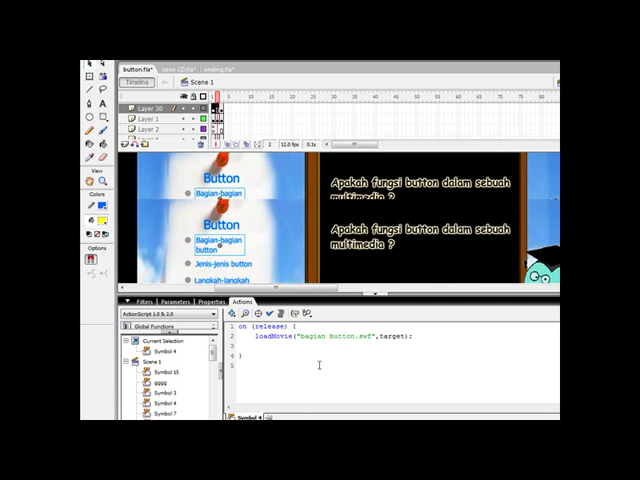 button.fla*
open CD.fla*
ending.fla*
Timeline
Scene 1
5 10 15 20 25 30 35 40 45 50 55 60 65 70 75 80
Layer 30
Layer 1
Layer 2
2 12.0 fps 0.1s
View
Colors
Options
Button
Bagian-bagian
Apakah fungsi button dalam sebuah
multimedia ?
Button
Bagian-bagian
button
Jenis-jenis button
Langkah-langkah
Apakah fungsi button dalam sebuah
multimedia ?
Filters Parameters Properties Actions
ActionScript 1.0 & 2.0
Global Functions
Current Selection
Symbol 4
Scene 1
Symbol 15
gggg
Symbol 3
Symbol 4
Symbol 7
1 on (release) {
2 loadMovie("bagian button.swf",target);
3
4 }
5
Symbol 4